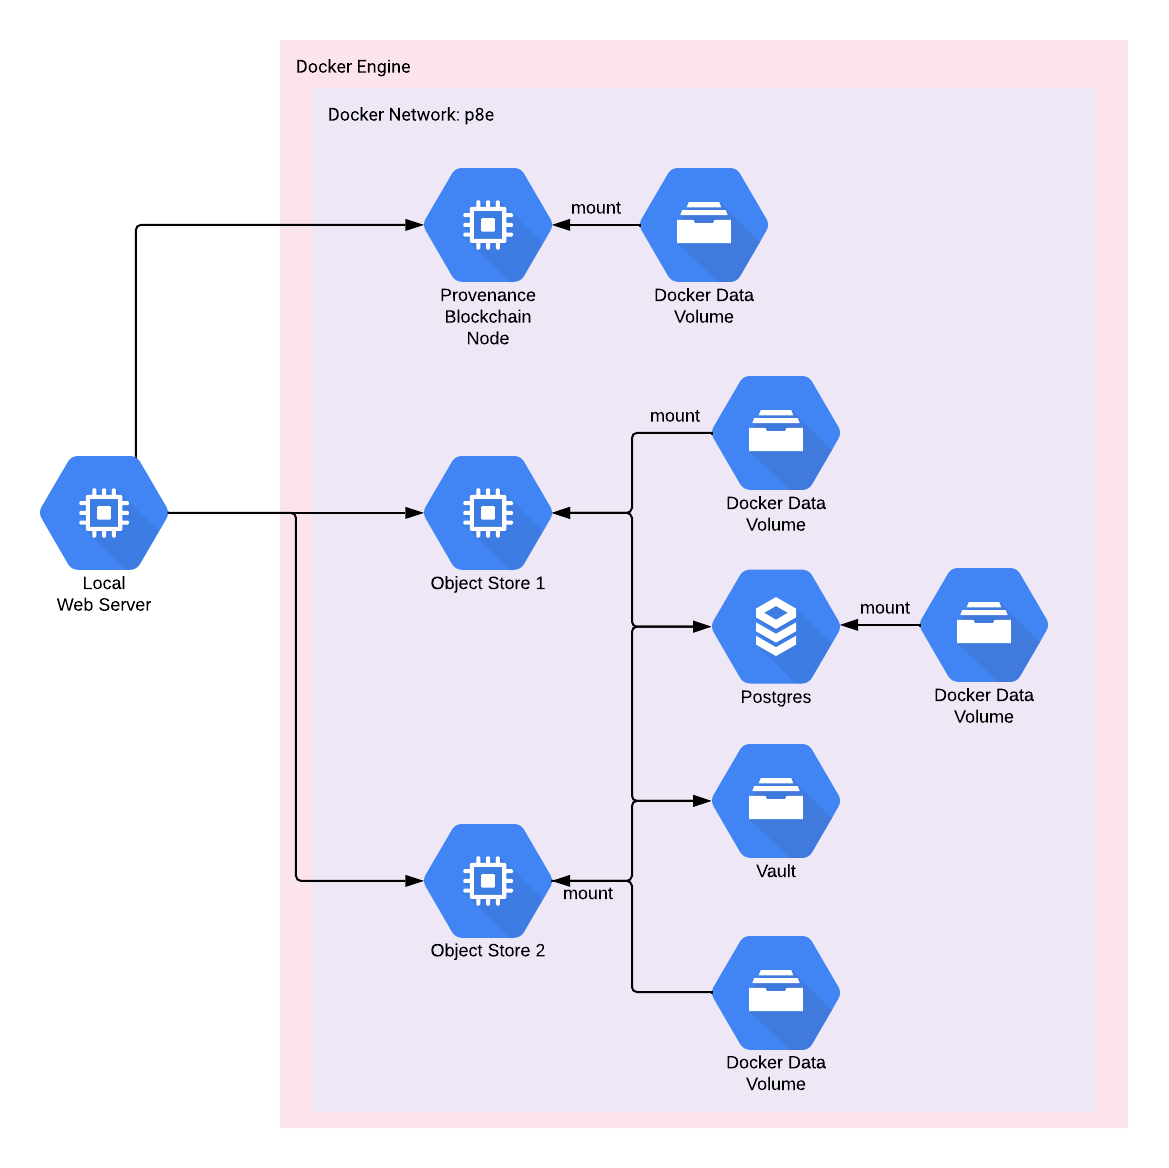 Docker Engine
Docker Network: p8e
mount
Provenance
Blockchain
Node
Docker Data
Volume
mount
Docker Data
Volume
Local
Web Server
Object Store 1
mount
Postgres
Docker Data
Volume
Vault
mount
Object Store 2
Docker Data
Volume